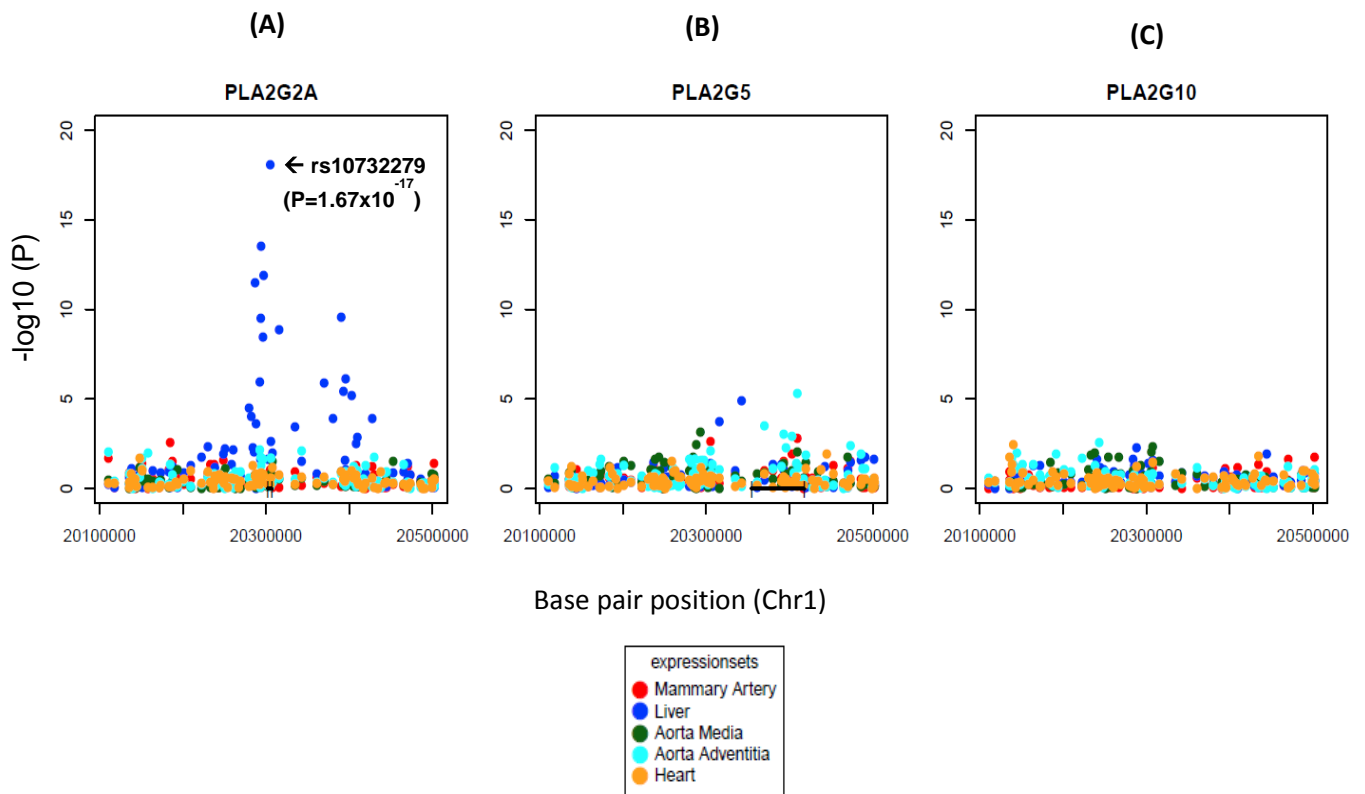 (A)
PLA2G2A
20
15
10
5
0
← rs10732279
(P=1.67x10-17)
-log10 (P)
20100000 20300000 20500000
(B)
PLA2G5
20
15
10
5
0
20100000 20300000 20500000
(C)
PLA2G10
20
15
10
5
0
20100000 20300000 20500000
Base pair position (Chr1)
expressionsets
Mammary Artery
Liver
Aorta Media
Aorta Adventitia
Heart